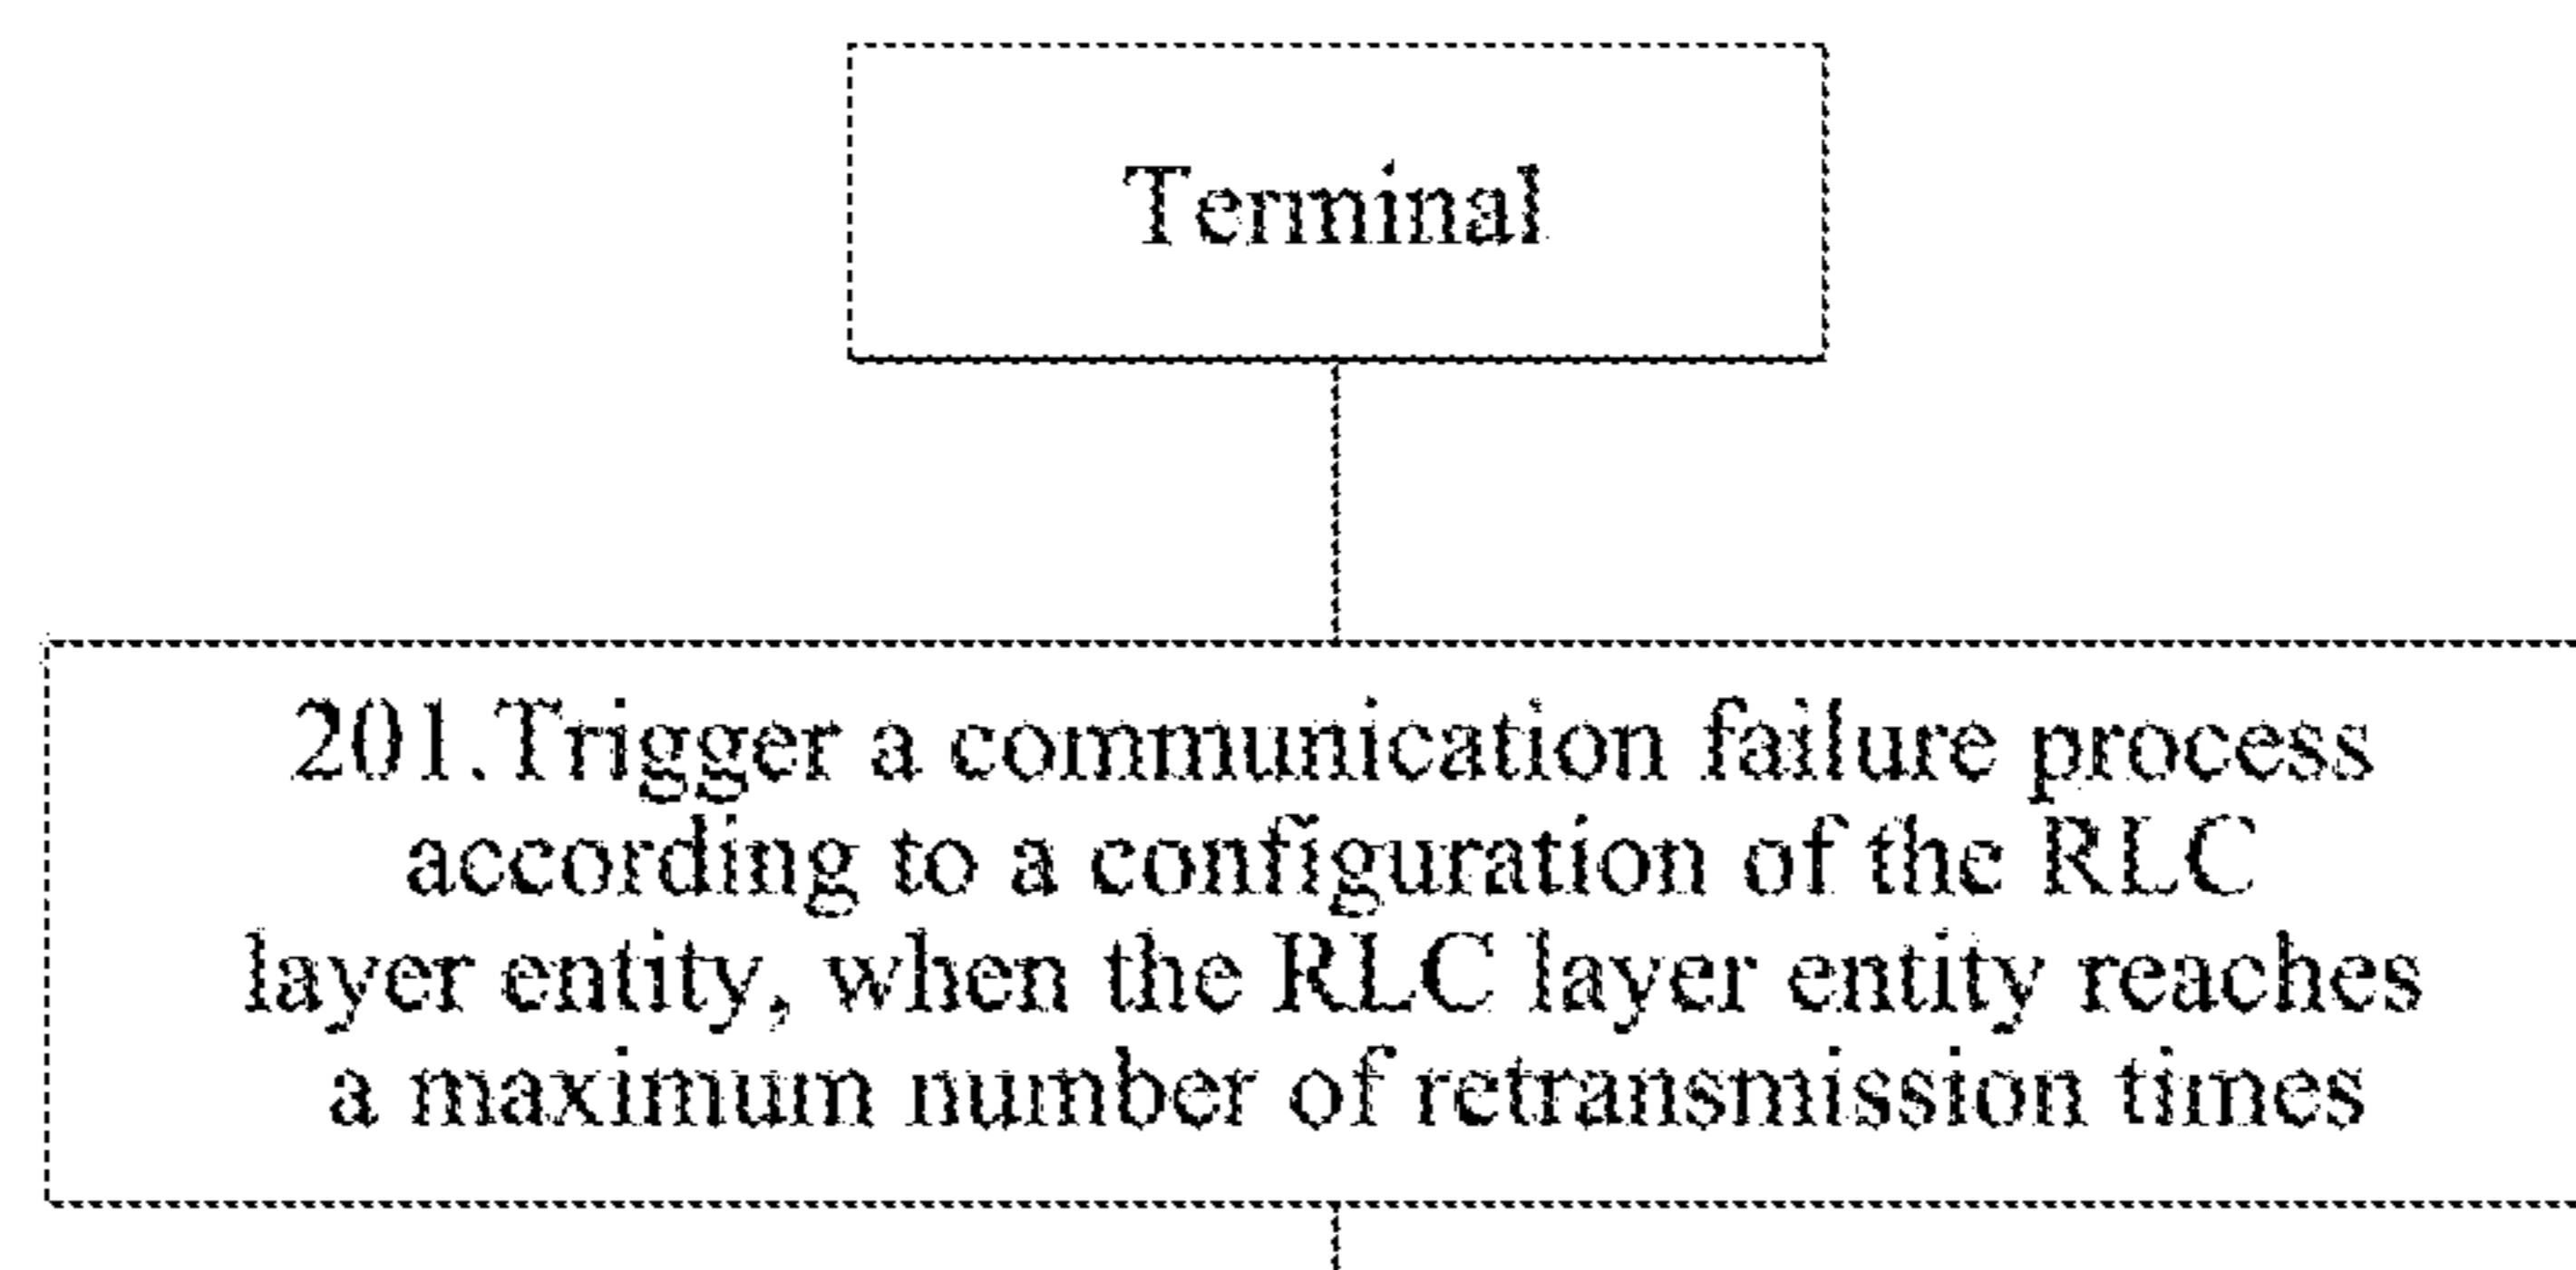 Terminal
201.Trigger a communication failure process
according to a configuration of the RLC
layer entity, when the RLC layer entity reaches
a maximum number of retransmission times